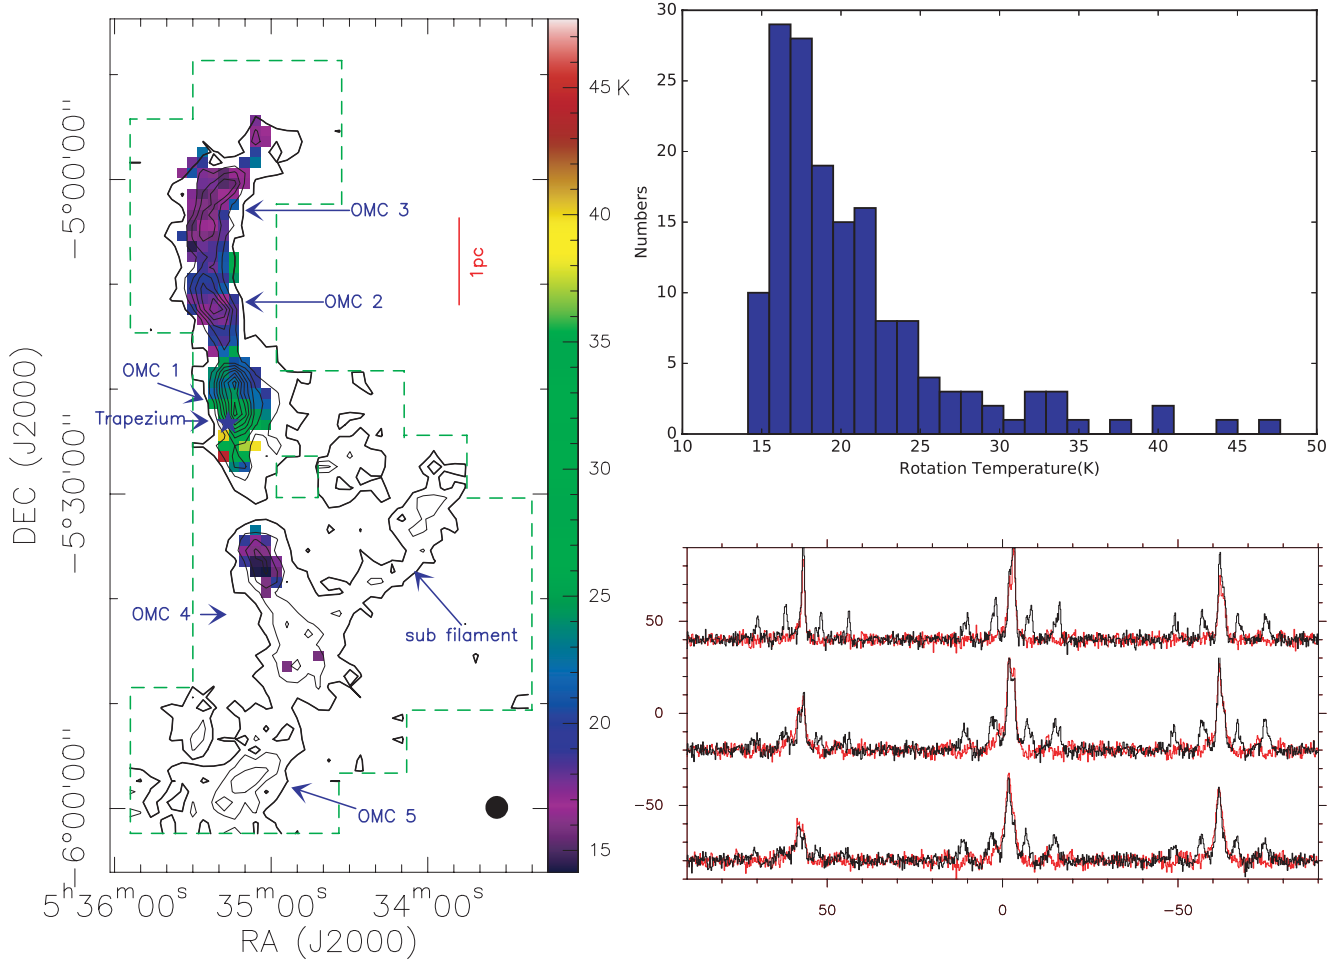 45 K
40
35
30
25
20
15
OMC 3
1pc
OMC 2
OMC 1
Trapezium
OMC 4
sub filament
OMC 5
DEC (J2000)
−5°00'00"
−5°30'00"
−6°00'00"
5h36m00s 35m00s 34m00s
RA (J2000)
Numbers
30
25
20
15
10
5
0
10 15 20 25 30 35 40 45 50
Rotation Temperature(K)
50
0
−50
50 0 −50